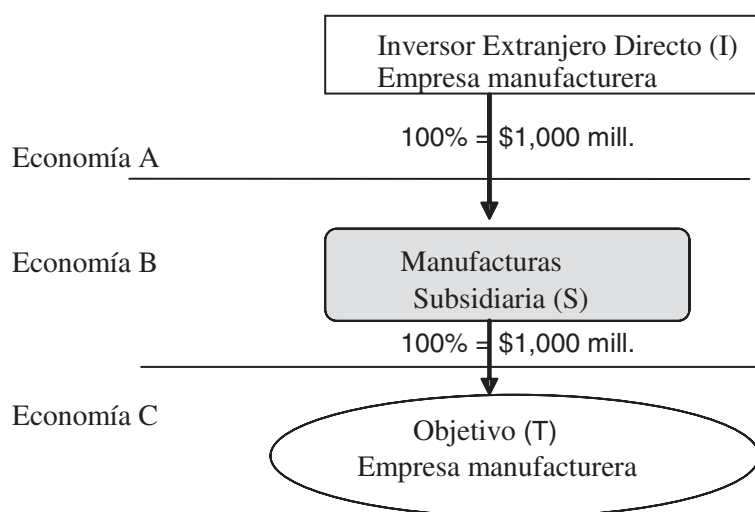 Inversor Extranjero Directo (I)
Empresa manufacturera
100% = $1,000 mill.
Economía A
Economía B
Manufacturas
Subsidiaria (S)
100% = $1,000 mill.
Economía C
Objetivo (T)
Empresa manufacturera